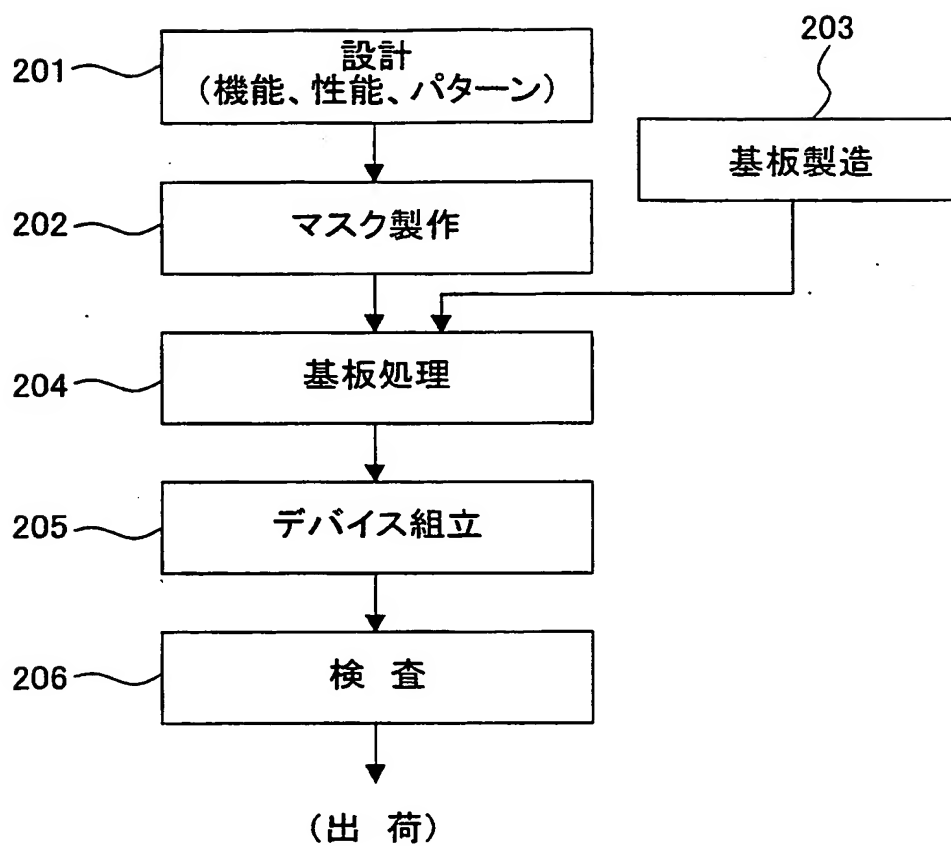 203
201
設計
(機能、性能、パターン)
基板製造
202
マスク製作
204
基板処理
205
デバイス組立
206
検 査
(出 荷)